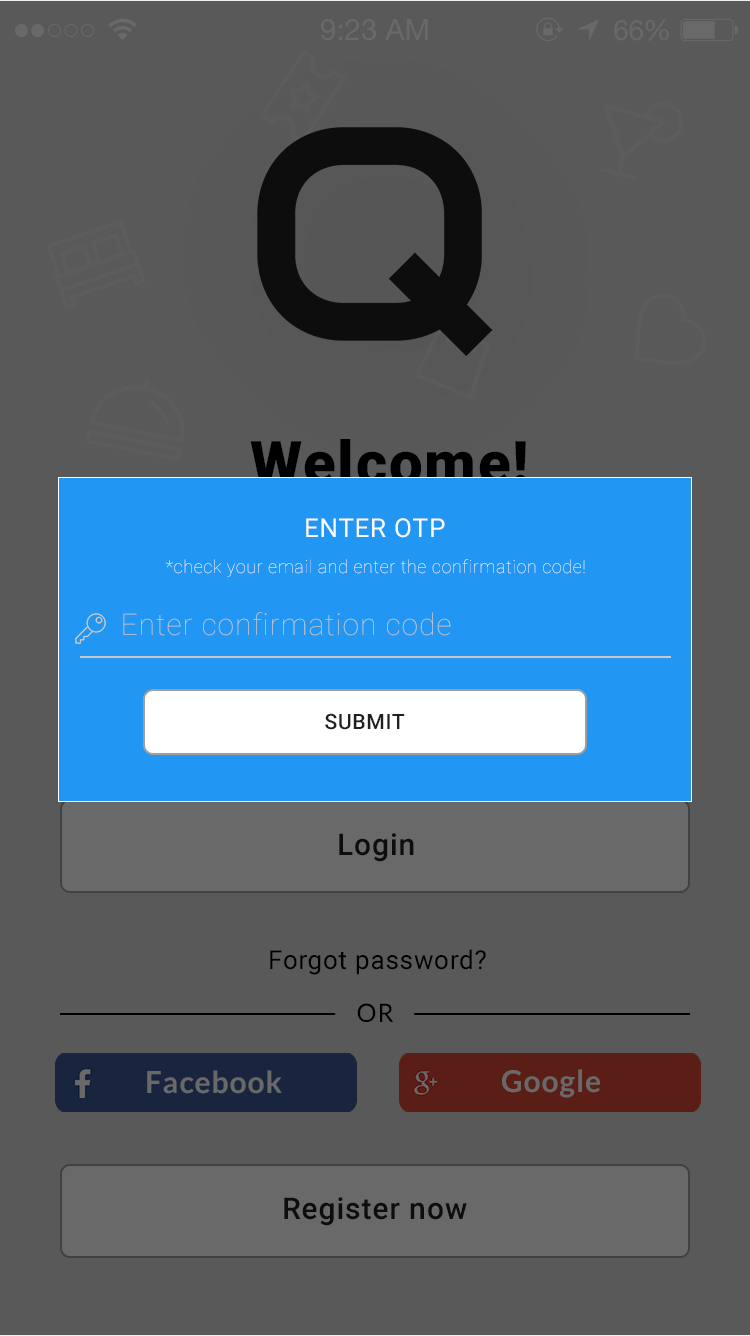 9:23 AM 66%
Q
Welcome!
ENTER OTP
*check your email and enter the confirmation code!
Enter confirmation code
SUBMIT
Login
Forgot password?
OR
f Facebook g+ Google
Register now